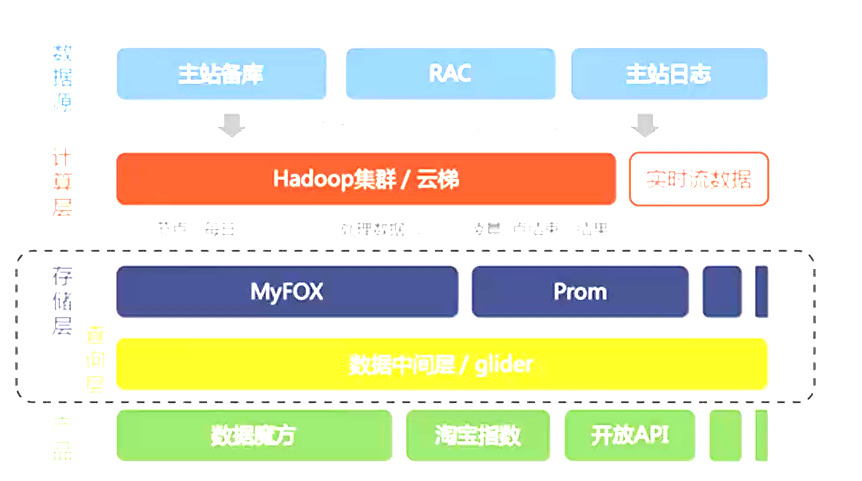 数据源
主站备库
RAC
主站日志
计算层
Hadoop集群 / 云梯
实时流数据
存储层
MyFOX
Prom
查询层
数据中间层 / glider
产品
数据魔方
淘宝指数
开放API